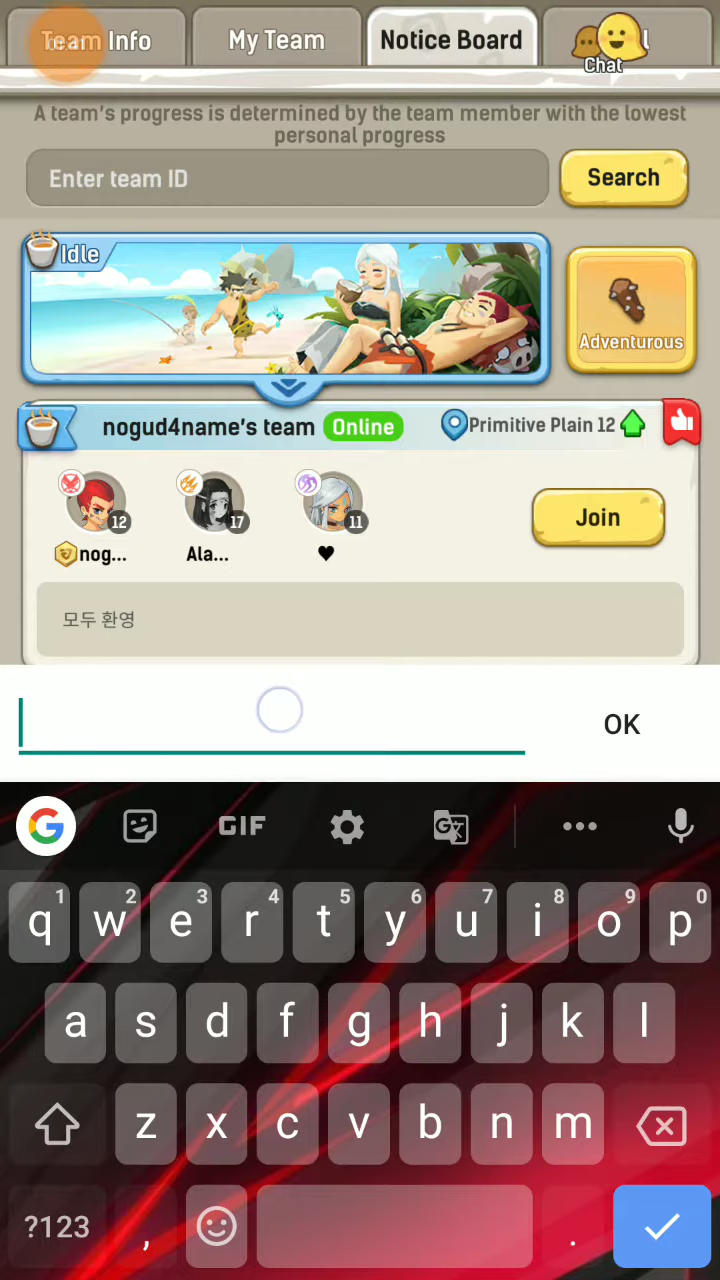 Team Info
My Team
Notice Board
Chat
A team's progress is determined by the team member with the lowest
personal progress
Enter team ID
Search
Idle
Adventurous
nogud4name's team
Online
Primitive Plain 12
12
17
11
nog...
Ala...
♥
Join
모두 환영
OK
GIF
1 2 3 4 5 6 7 8 9 0
q w e r t y u i o p
a s d f g h j k l
z x c v b n m
?123 , .